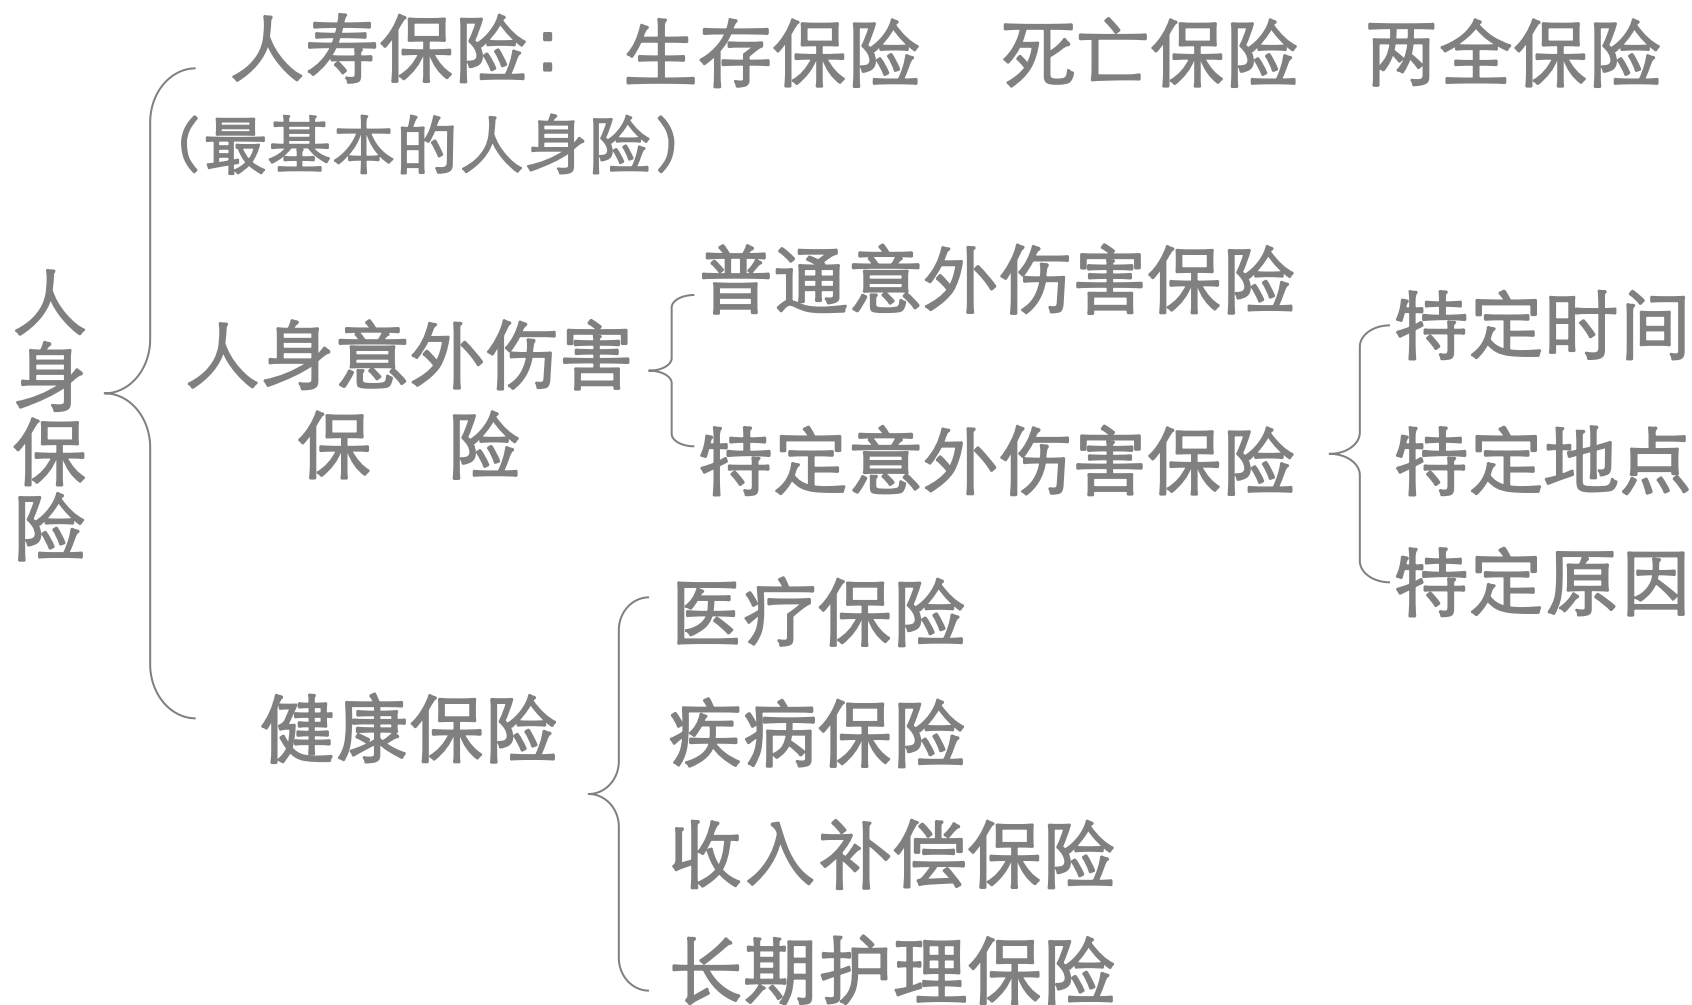 人身保险
人寿保险：生存保险 死亡保险 两全保险
（最基本的人身险）
人身意外伤害
保 险
普通意外伤害保险
特定意外伤害保险
特定时间
特定地点
特定原因
健康保险
医疗保险
疾病保险
收入补偿保险
长期护理保险